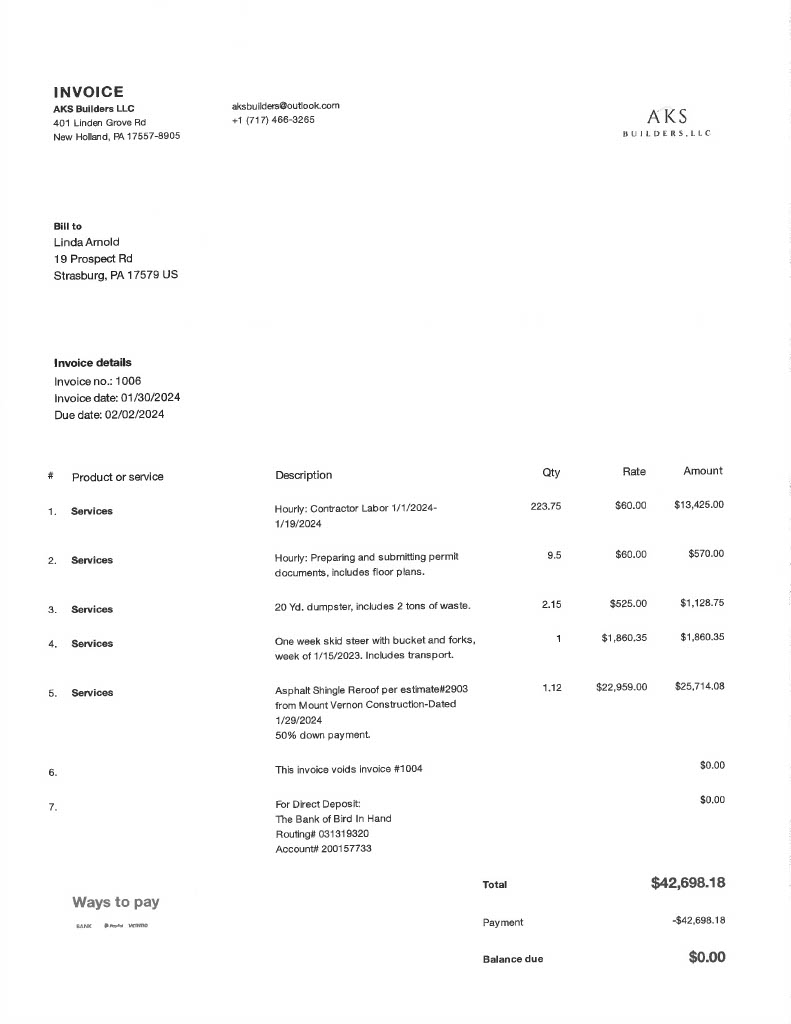 INVOICE
AKS Builders LLC
401 Linden Grove Rd
New Holland, PA 17557-8905
aksbuilders@outlook.com
+1 (717) 466-3265
AKS
BUILDERS, LLC
Bill to
Linda Arnold
19 Prospect Rd
Strasburg, PA 17579 US
Invoice details
Invoice no.: 1006
Invoice date: 01/30/2024
Due date: 02/02/2024
# Product or service Description Qty Rate Amount
1. Services Hourly: Contractor Labor 1/1/2024- 223.75 $60.00 $13,425.00
1/19/2024
2. Services Hourly: Preparing and submitting permit 9.5 $60.00 $570.00
documents, includes floor plans.
3. Services 20 Yd. dumpster, includes 2 tons of waste. 2.15 $525.00 $1,128.75
4. Services One week skid steer with bucket and forks, 1 $1,860.35 $1,860.35
week of 1/15/2023. Includes transport.
5. Services Asphalt Shingle Reroof per estimate#2903 1.12 $22,959.00 $25,714.08
from Mount Vernon Construction-Dated
1/29/2024
50% down payment.
6. This invoice voids invoice #1004 $0.00
7. For Direct Deposit: $0.00
The Bank of Bird In Hand
Routing# 031319320
Account# 200157733
Total $42,698.18
Ways to pay
BANK PayPal venmo
Payment -$42,698.18
Balance due $0.00